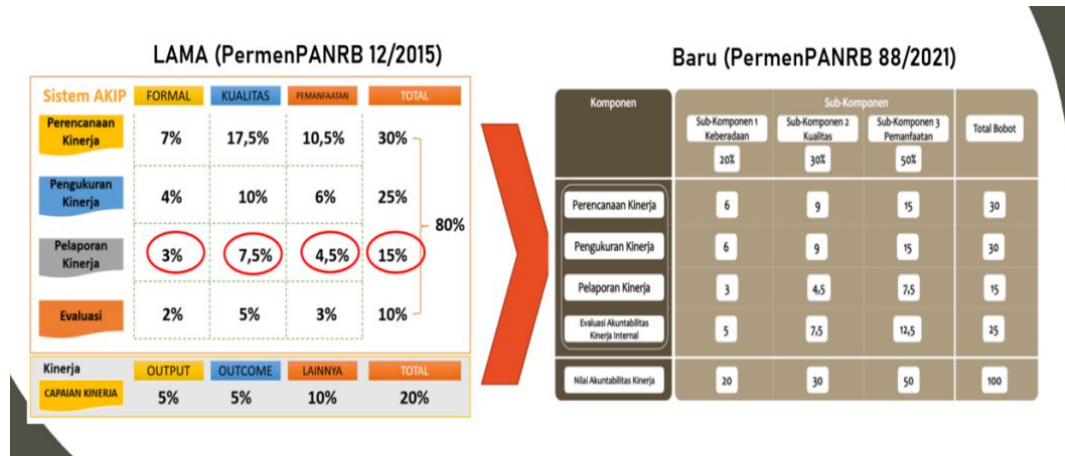 LAMA (PermenPANRB 12/2015)
Sistem AKIP FORMAL KUALITAS PEMANFAATAN TOTAL
Perencanaan
Kinerja
7% 17,5% 10,5% 30%
Pengukuran
Kinerja
4% 10% 6% 25%
80%
Pelaporan
Kinerja
3% 7,5% 4,5% 15%
Evaluasi 2% 5% 3% 10%
Kinerja OUTPUT OUTCOME LAINNYA TOTAL
CAPAIAN KINERJA 5% 5% 10% 20%
Baru (PermenPANRB 88/2021)
Komponen
Sub-Komponen
Sub-Komponen 1
Keberadaan
Sub-Komponen 2
Kualitas
Sub-Komponen 3
Pemanfaatan
Total Bobot
20% 30% 50%
Perencanaan Kinerja 6 9 15 30
Pengukuran Kinerja 6 9 15 30
Pelaporan Kinerja 3 4,5 7,5 15
Evaluasi Akuntabilitas
Kinerja Internal
5 7,5 12,5 25
Nilai Akuntabilitas Kinerja 20 30 50 100